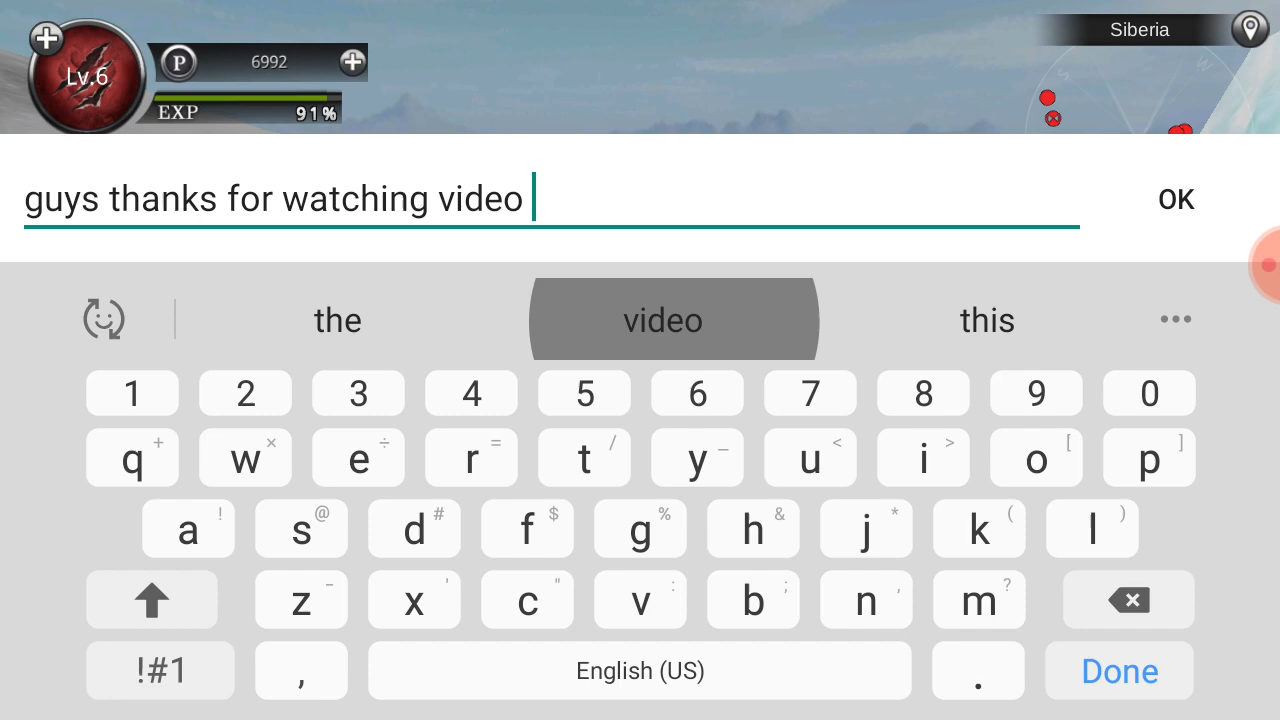 Lv.6
P 6992
EXP 91%
Siberia
S W
guys thanks for watching video
OK
the video this
1 2 3 4 5 6 7 8 9 0
q + w × e ÷ r = t / y _ u < i > o [ p ]
a ! s @ d # f $ g % h & j * k ( l )
z - x ' c " v : b ; n , m ?
!#1 , English (US) . Done